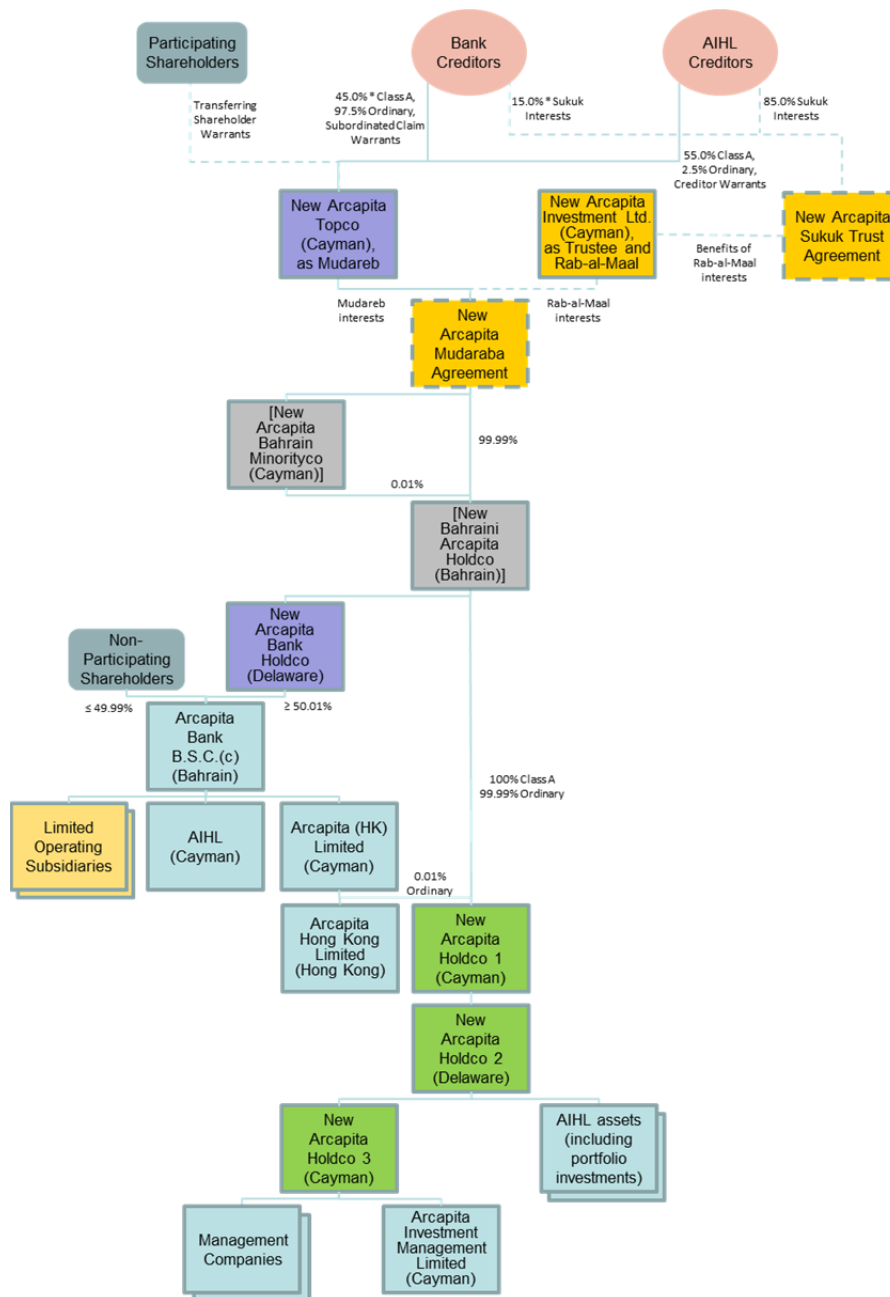 Participating
Shareholders
Bank
Creditors
AIHL
Creditors
Transferring
Shareholder
Warrants
45.0% * Class A,
97.5% Ordinary,
Subordinated Claim
Warrants
15.0% * Sukuk
Interests
85.0% Sukuk
Interests
55.0% Class A,
2.5% Ordinary,
Creditor Warrants
New Arcapita
Topco
(Cayman),
as Mudareb
New Arcapita
Investment Ltd.
(Cayman),
as Trustee and
Rab-al-Maal
New Arcapita
Sukuk Trust
Agreement
Benefits of
Rab-al-Maal
interests
Mudareb
interests
Rab-al-Maal
interests
New
Arcapita
Mudaraba
Agreement
[New
Arcapita
Bahrain
Minorityco
(Cayman)]
99.99%
0.01%
[New
Bahraini
Arcapita
Holdco
(Bahrain)]
New
Arcapita
Bank
Holdco
(Delaware)
Non-
Participating
Shareholders
≤ 49.99%
≥ 50.01%
Arcapita
Bank
B.S.C.(c)
(Bahrain)
100% Class A
99.99% Ordinary
Limited
Operating
Subsidiaries
AIHL
(Cayman)
Arcapita (HK)
Limited
(Cayman)
0.01%
Ordinary
Arcapita
Hong Kong
Limited
(Hong Kong)
New
Arcapita
Holdco 1
(Cayman)
New
Arcapita
Holdco 2
(Delaware)
New
Arcapita
Holdco 3
(Cayman)
AIHL assets
(including
portfolio
investments)
Management
Companies
Arcapita
Investment
Management
Limited
(Cayman)